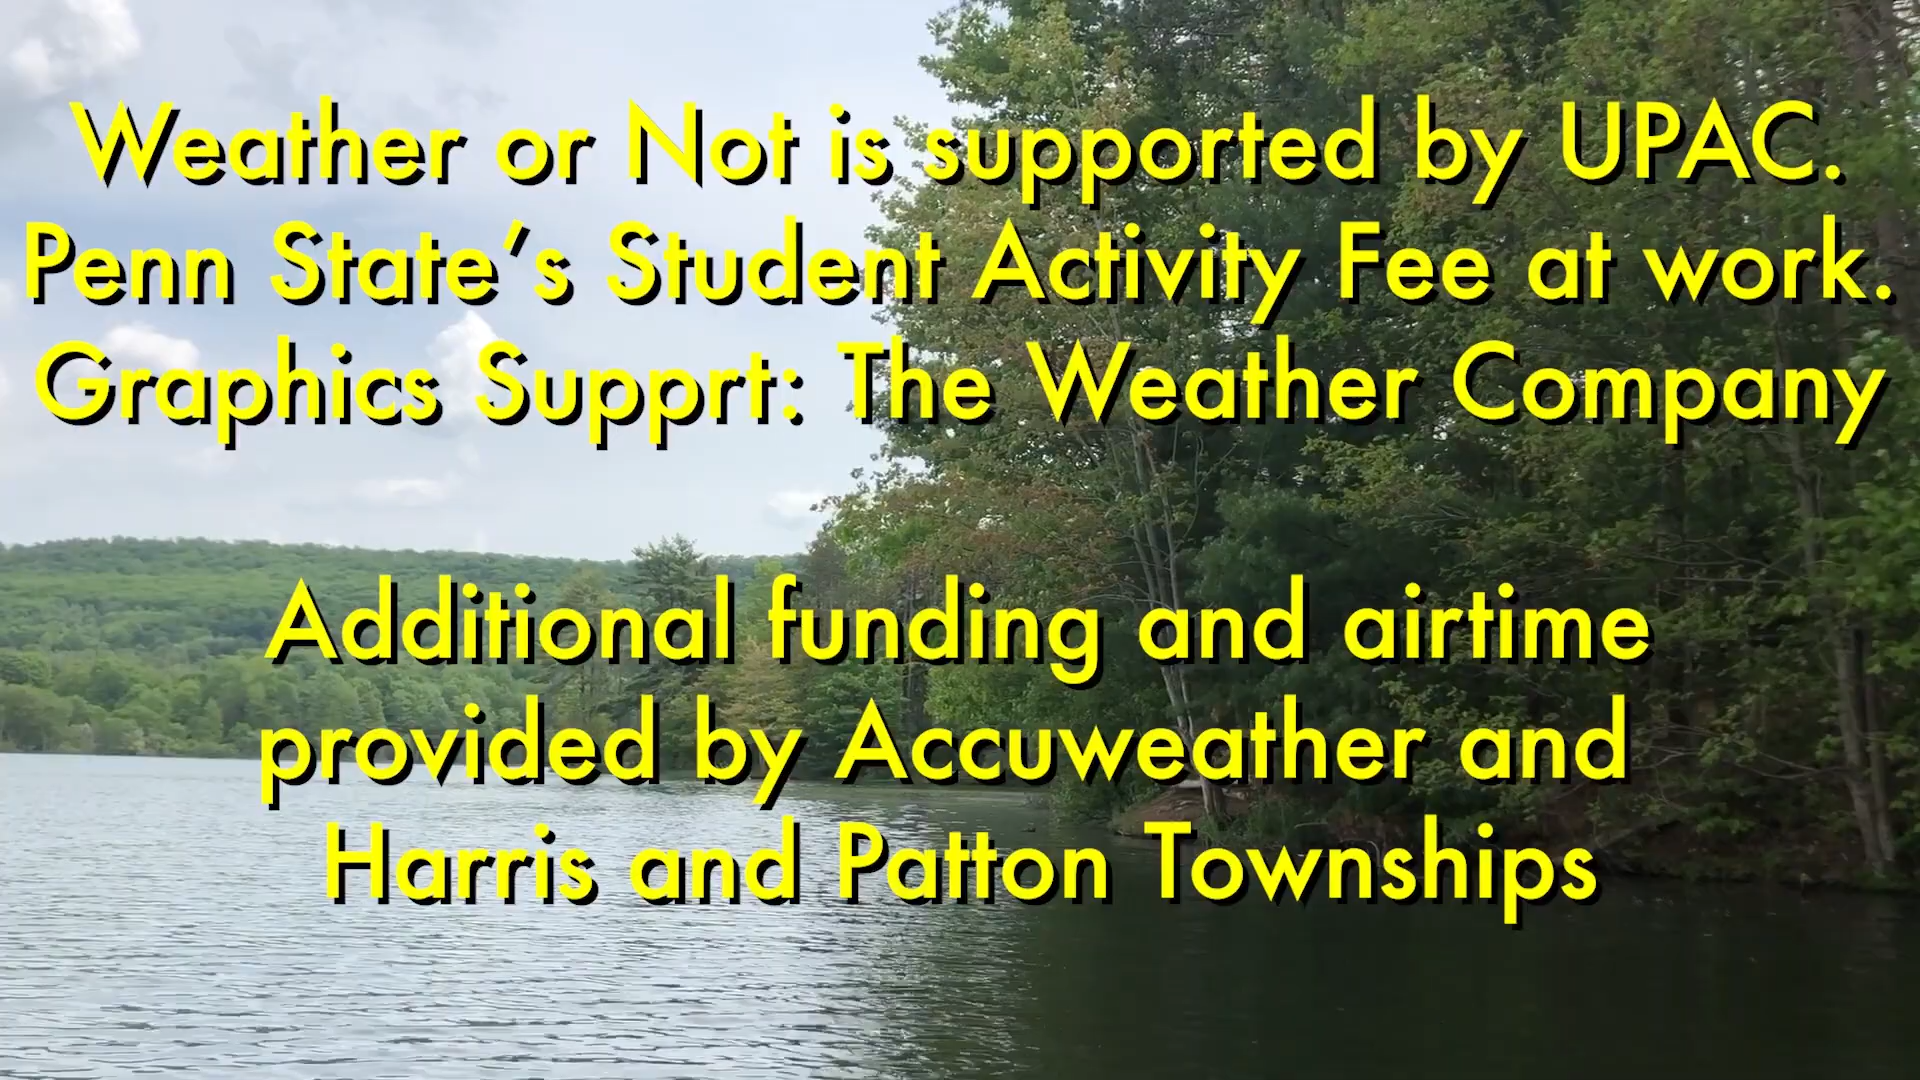 Weather or Not is supported by UPAC.
Penn State’s Student Activity Fee at work.
Graphics Supprt: The Weather Company
Additional funding and airtime
provided by Accuweather and
Harris and Patton Townships